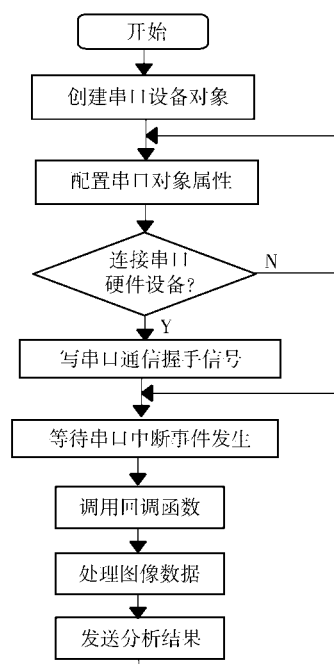 开始
创建串口设备对象
配置串口对象属性
连接串口
硬件设备?
N
Y
写串口通信握手信号
等待串口中断事件发生
调用回调函数
处理图像数据
发送分析结果